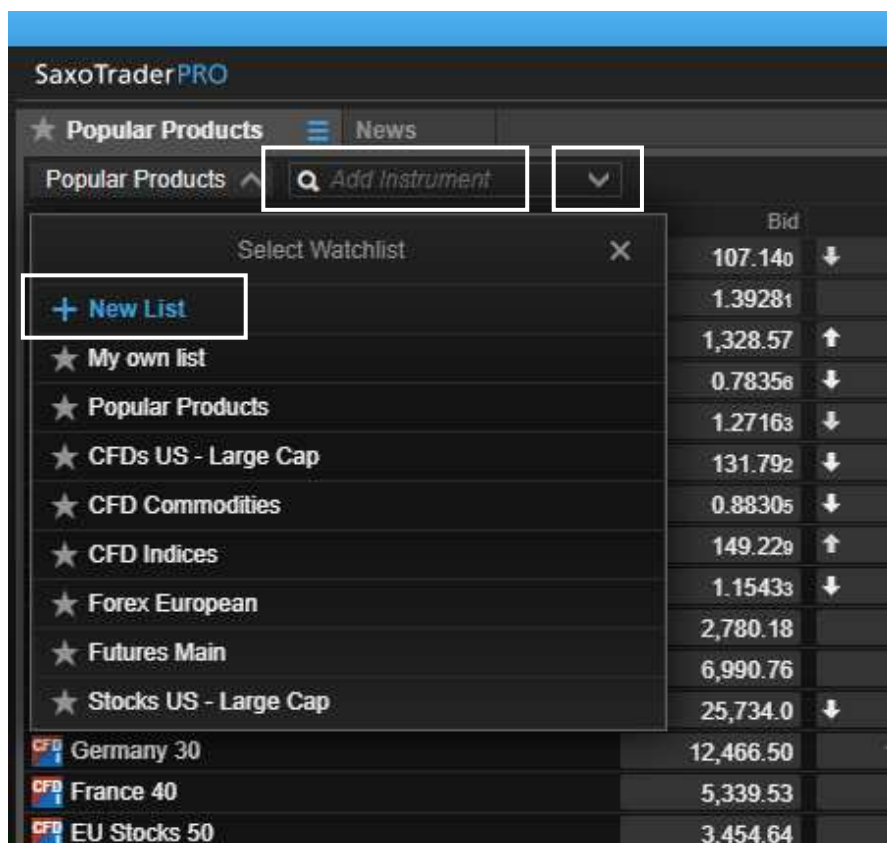 SaxoTraderPRO
Popular Products News
Popular Products Add Instrument
Bid
Select Watchlist
107.140
+ New List
1.39281
1,328.57
My own list
0.78356
Popular Products
1.27163
CFDs US - Large Cap
131.792
CFD Commodities
0.88305
CFD Indices
149.229
1.15433
Forex European
2,780.18
Futures Main
6,990.76
Stocks US - Large Cap
25,734.0
CFD I Germany 30 12,466.50
CFD I France 40 5,339.53
CFD I EU Stocks 50 3,454.64